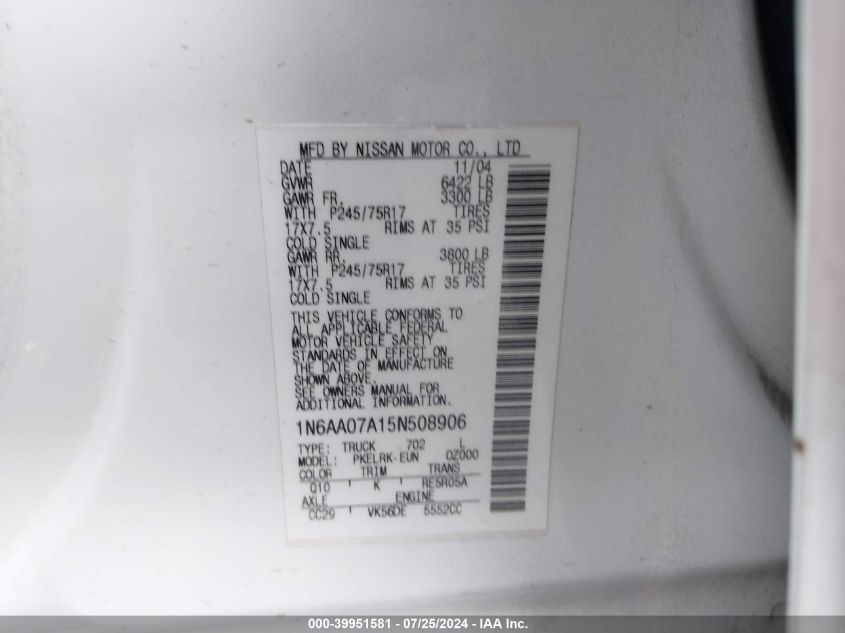 MFD BY NISSAN MOTOR CO., LTD
DATE 11/04
GVWR 6422 LB
GAWR FR. 3300 LB
WITH P245/75R17 TIRES
17X7.5 RIMS AT 35 PSI
COLD SINGLE
GAWR RR. 3800 LB
WITH P245/75R17 TIRES
17X7.5 RIMS AT 35 PSI
COLD SINGLE
THIS VEHICLE CONFORMS TO
ALL APPLICABLE FEDERAL
MOTOR VEHICLE SAFETY
STANDARDS IN EFFECT ON
THE DATE OF MANUFACTURE
SHOWN ABOVE.
SEE OWNERS MANUAL FOR
ADDITIONAL INFORMATION
1N6AA07A15N508906
TYPE: TRUCK 702 L
MODEL: PKELRK-EUN 0Z000
COLOR TRIM TRANS
Q10 K RE5R05A
AXLE ENGINE
CC29 VK56DE 5552CC
000-39951581 - 07/25/2024 - IAA Inc.